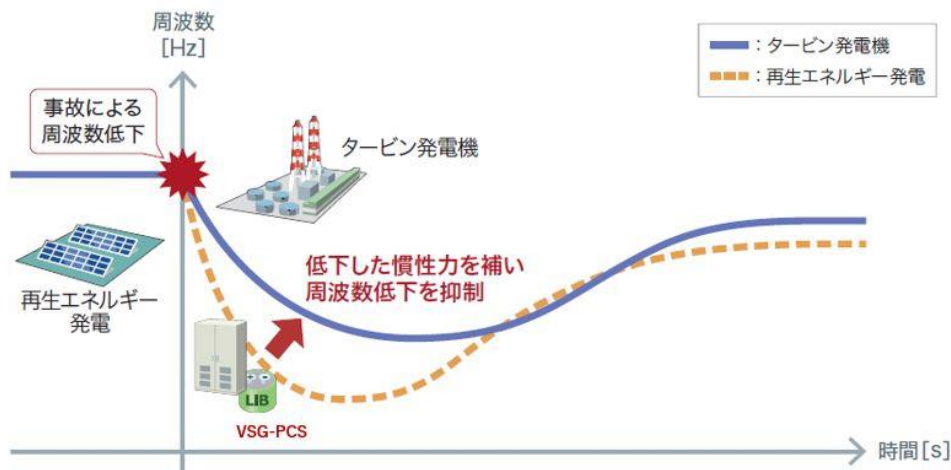 周波数
[Hz]
：タービン発電機
：再生エネルギー発電
事故による
周波数低下
タービン発電機
低下した慣性力を補い
周波数低下を抑制
再生エネルギー
発電
LIB
VSG-PCS
時間[s]